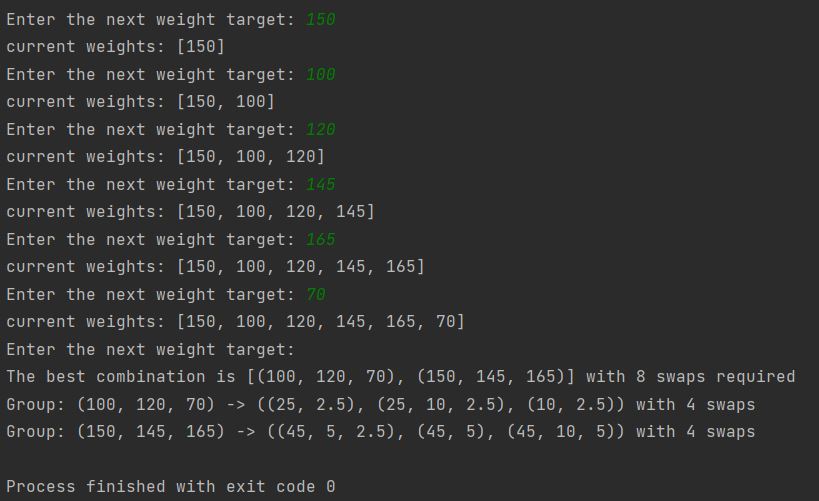 Enter the next weight target: 150
current weights: [150]
Enter the next weight target: 100
current weights: [150, 100]
Enter the next weight target: 120
current weights: [150, 100, 120]
Enter the next weight target: 145
current weights: [150, 100, 120, 145]
Enter the next weight target: 165
current weights: [150, 100, 120, 145, 165]
Enter the next weight target: 70
current weights: [150, 100, 120, 145, 165, 70]
Enter the next weight target:
The best combination is [(100, 120, 70), (150, 145, 165)] with 8 swaps required
Group: (100, 120, 70) -> ((25, 2.5), (25, 10, 2.5), (10, 2.5)) with 4 swaps
Group: (150, 145, 165) -> ((45, 5, 2.5), (45, 5), (45, 10, 5)) with 4 swaps
Process finished with exit code 0